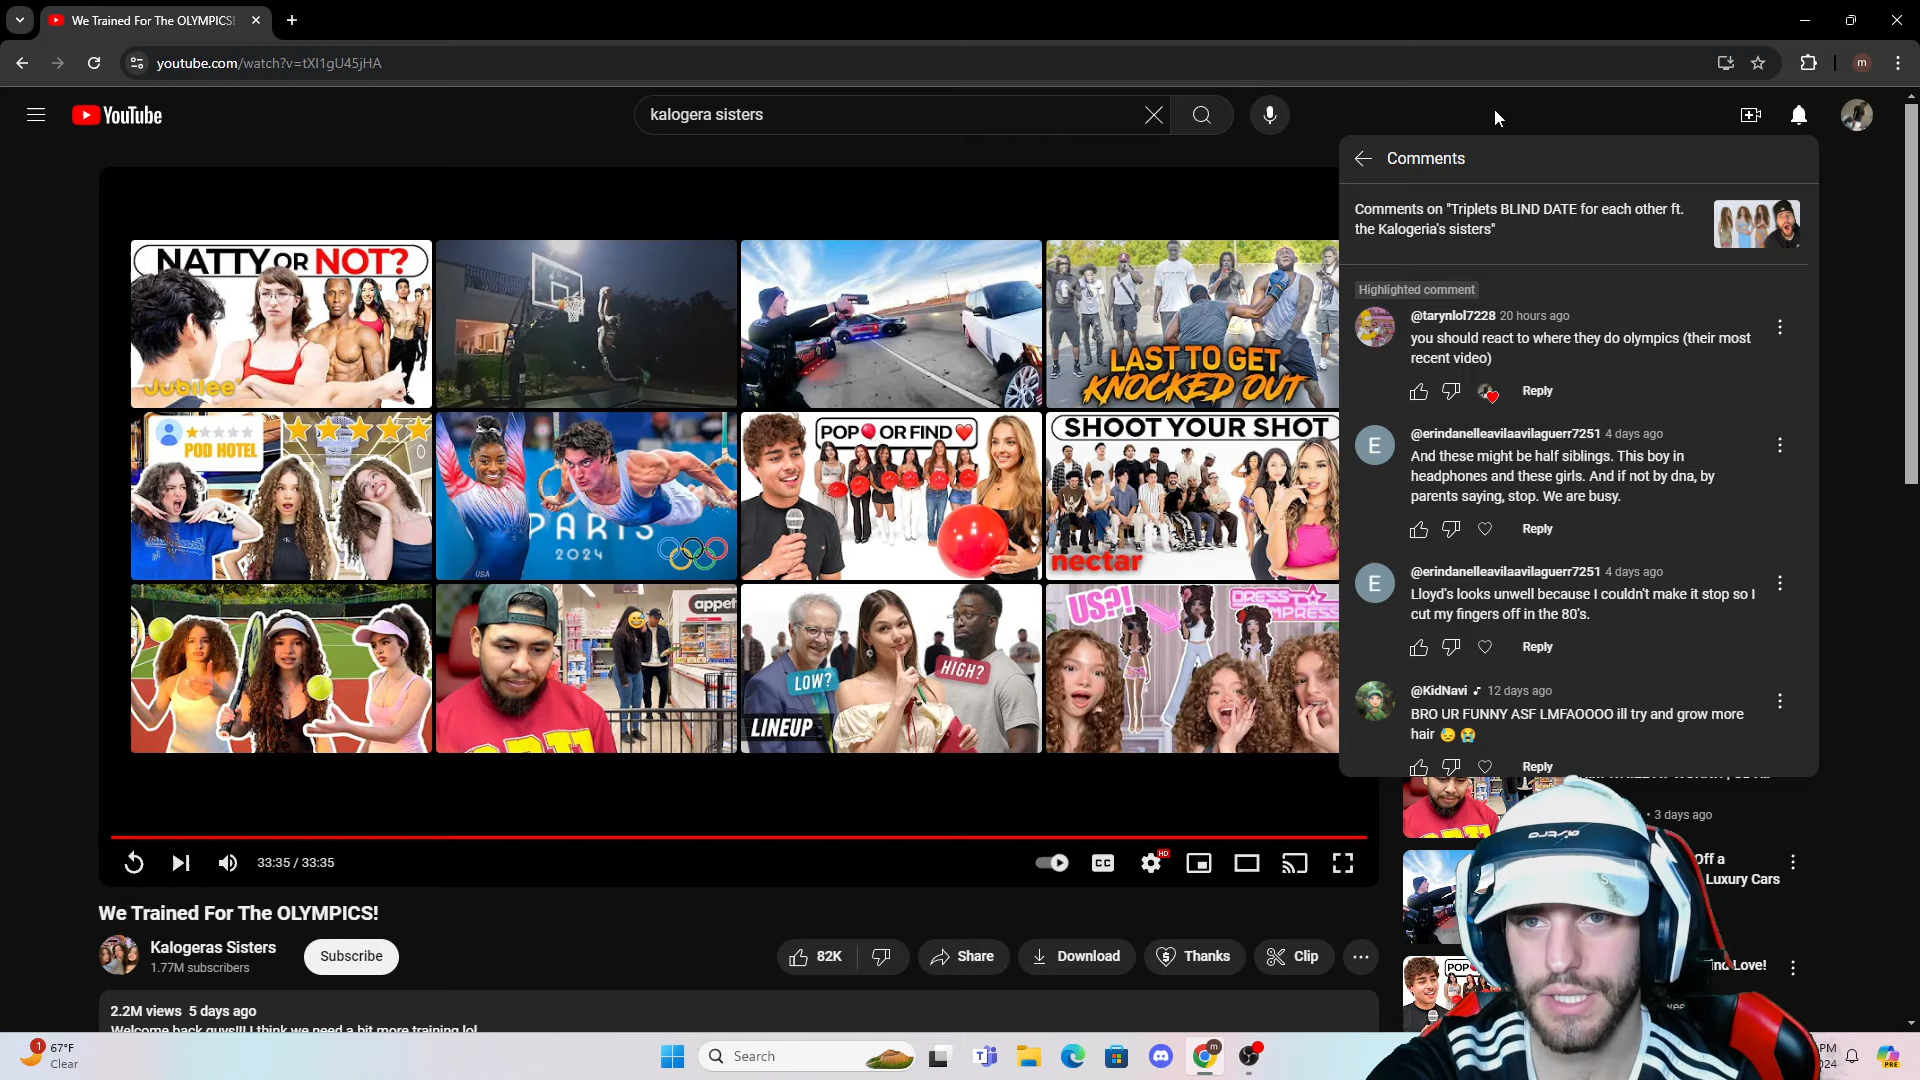 We Trained For The OLYMPICS!
youtube.com/watch?v=tXI1gU45jHA
m
YouTube
kalogera sisters
Comments
Comments on "Triplets BLIND DATE for each other ft.
the Kalogeria's sisters"
Highlighted comment
@tarynlol7228 20 hours ago
you should react to where they do olympics (their most
recent video)
Reply
E
@erindanelleavilaavilaguerr7251 4 days ago
And these might be half siblings. This boy in
headphones and these girls. And if not by dna, by
parents saying, stop. We are busy.
Reply
E
@erindanelleavilaavilaguerr7251 4 days ago
Lloyd's looks unwell because I couldn't make it stop so I
cut my fingers off in the 80's.
Reply
@KidNavi 12 days ago
BRO UR FUNNY ASF LMFAOOOO ill try and grow more
hair 😓 😭
Reply
NATTY OR NOT?
Jubilee
LAST TO GET
KNOCKED OUT
POD HOTEL
PARIS
2024
USA
POP OR FIND
SHOOT YOUR SHOT
nectar
appet
LOW?
HIGH?
LINEUP
US?!
DRESS
IMPRESS
33:35 / 33:35
CC
HD
3 days ago
Off a
Luxury Cars
POP
ind Love!
We Trained For The OLYMPICS!
Kalogeras Sisters
1.77M subscribers
Subscribe
82K
Share
Download
Thanks
Clip
2.2M views 5 days ago
Welcome back guys!!! I think we need a bit more training lol
astro
1
67°F
Clear
Search
m
PM
024
PRE